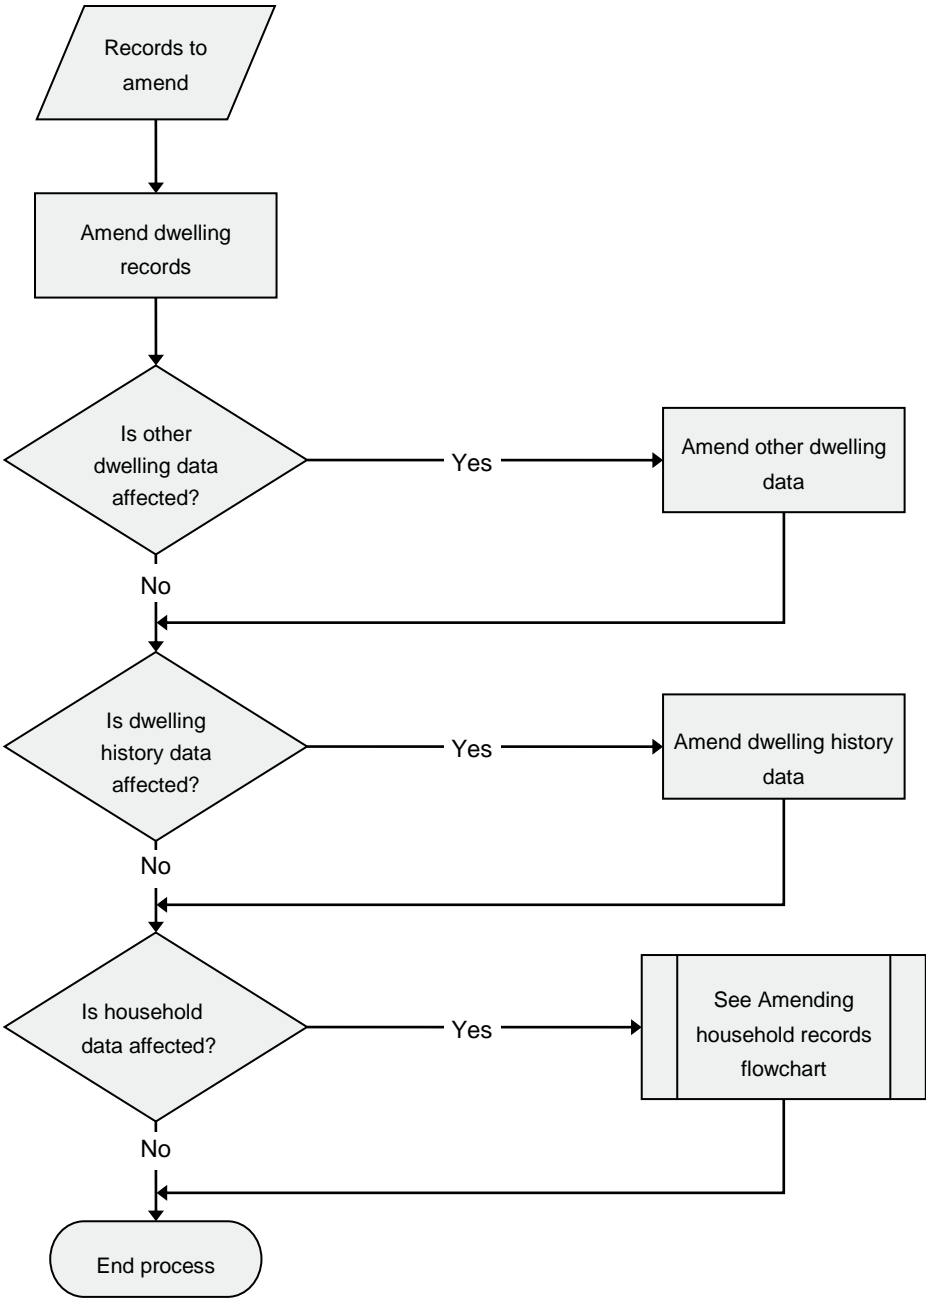 Records to
amend
Amend dwelling
records
Is other
dwelling data
affected?
Yes
Amend other dwelling
data
No
Is dwelling
history data
affected?
Yes
Amend dwelling history
data
No
Is household
data affected?
Yes
See Amending
household records
flowchart
No
End process